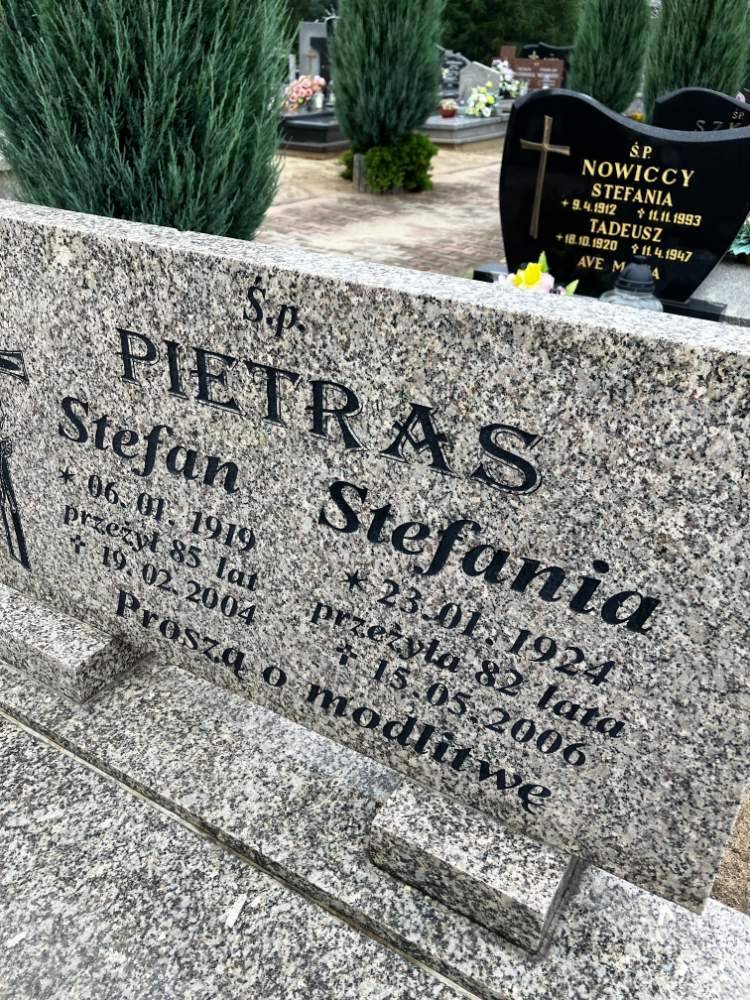 Ś.p.
PIETRAS
Stefan
* 06.01.1919
przeżył 85 lat
✝ 19.02.2004
Stefania
* 23.01.1924
przeżyła 82 lata
✝ 15.05.2006
Proszą o modlitwę
Ś.P.
NOWICCY
STEFANIA
* 9.4.1912 ✝ 11.11.1993
TADEUSZ
* 18.10.1920 ✝ 11.4.1947
AVE
ŚP